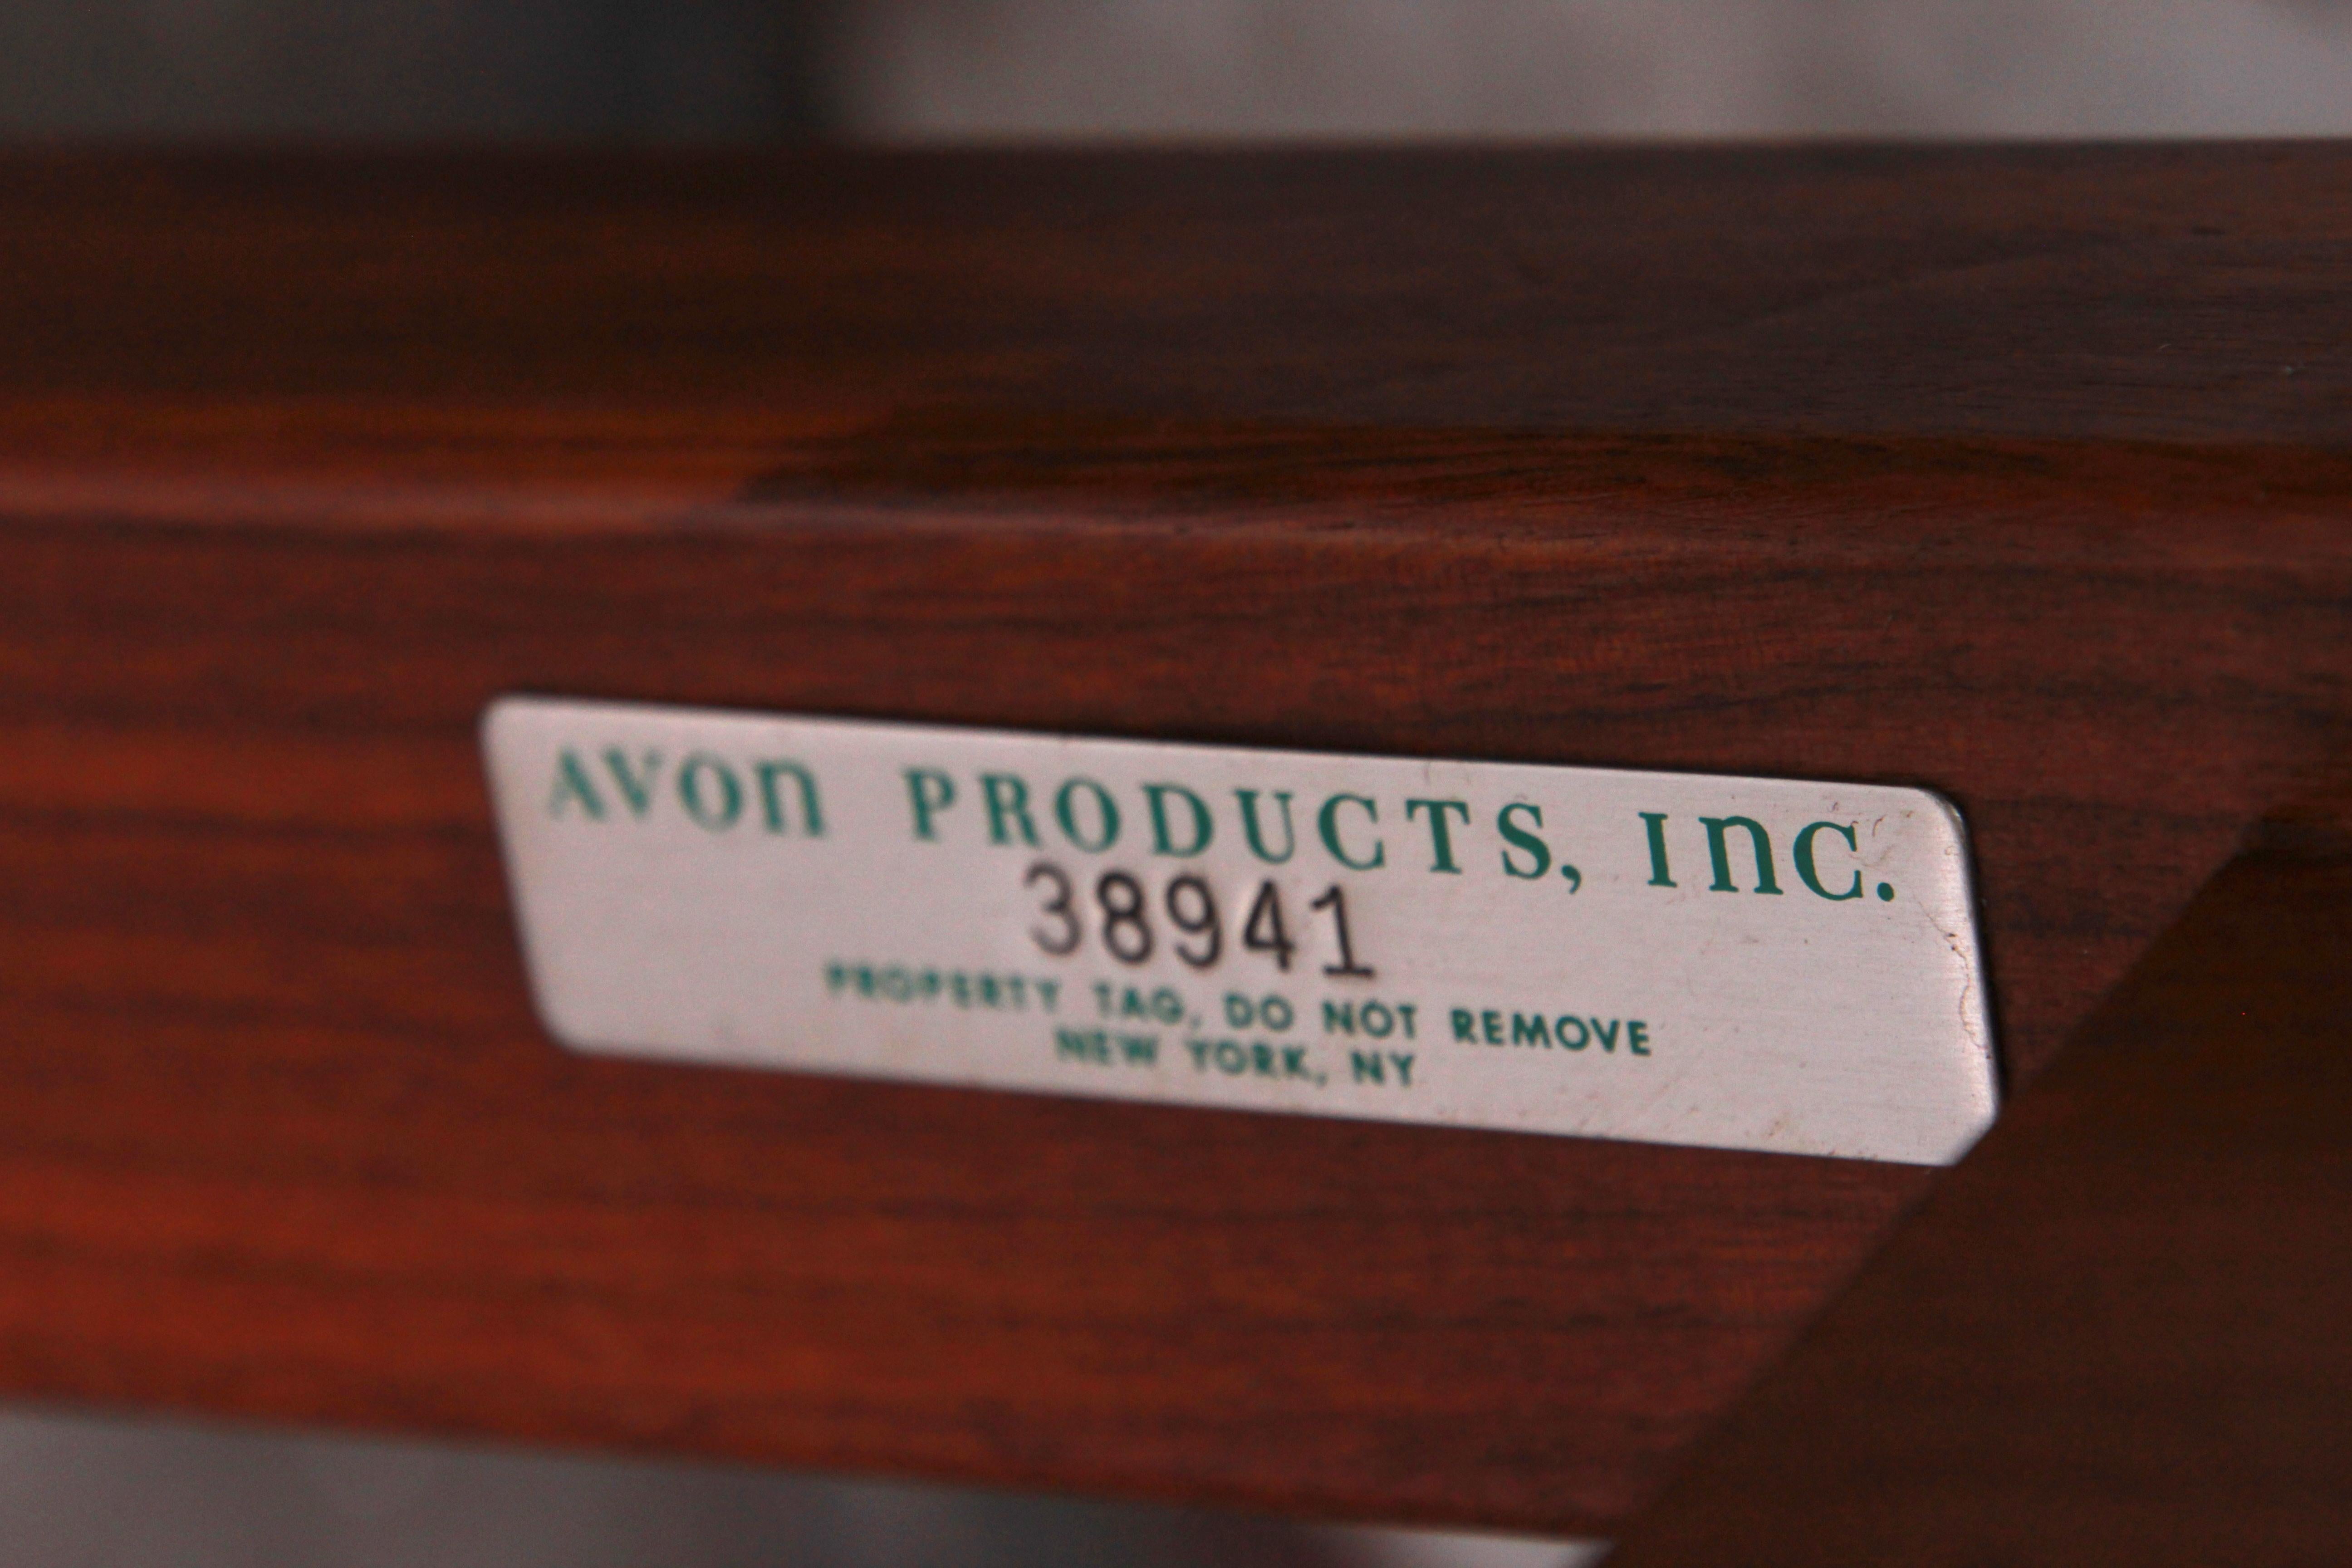 AVOn PRODUCTS, InC.
38941
PROPERTY TAG, DO NOT REMOVE
NEW YORK, NY